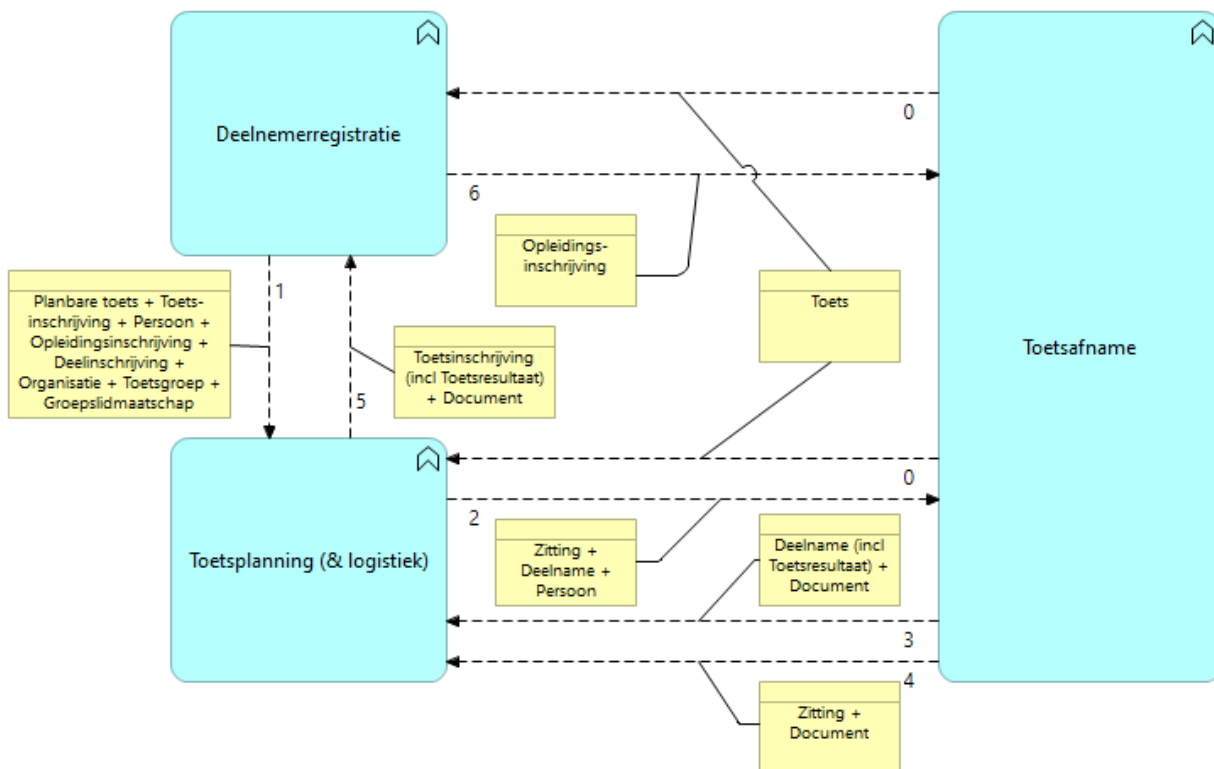 Deelnemerregistratie
0
6
Opleidings-
inschrijving
Toets
Toetsafname
1
Planbare toets + Toets-
inschrijving + Persoon +
Opleidingsinschrijving +
Deelinschrijving +
Organisatie + Toetsgroep +
Groepslidmaatschap
Toetsinschrijving
(incl Toetsresultaat)
+ Document
5
Toetsplanning (& logistiek)
0
2
Zitting +
Deelname +
Persoon
Deelname (incl
Toetsresultaat) +
Document
3
4
Zitting +
Document